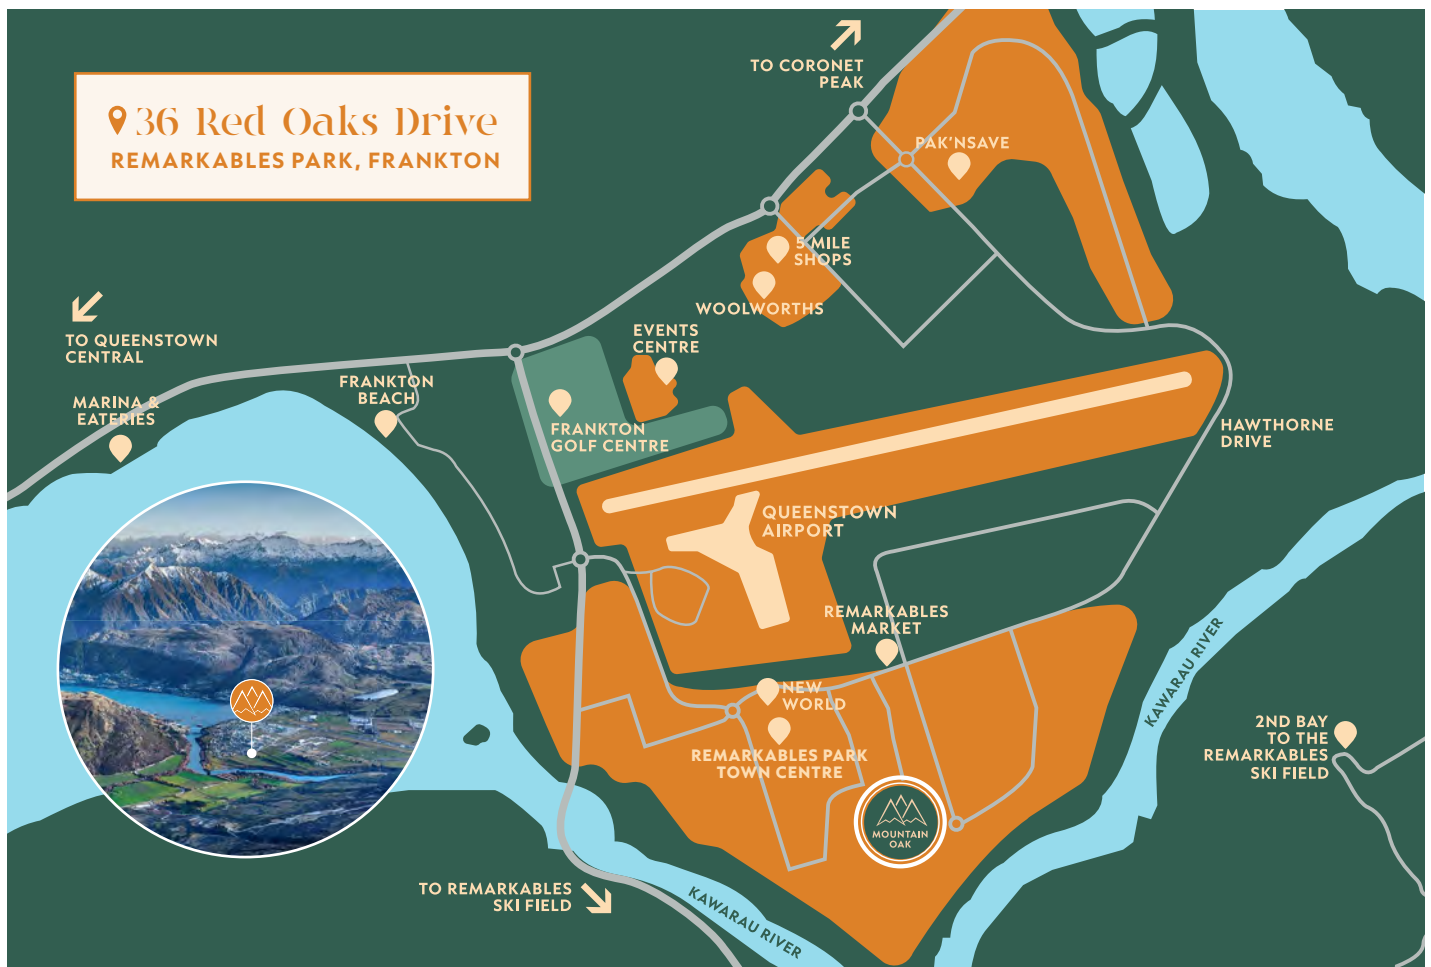 36 Red Oaks Drive
REMARKABLES PARK, FRANKTON
TO CORONET
PEAK
PAK'NSAVE
5 MILE
SHOPS
WOOLWORTHS
TO QUEENSTOWN
CENTRAL
EVENTS
CENTRE
FRANKTON
BEACH
MARINA &
EATERIES
FRANKTON
GOLF CENTRE
HAWTHORNE
DRIVE
QUEENSTOWN
AIRPORT
REMARKABLES
MARKET
KAWARAU RIVER
NEW
WORLD
REMARKABLES PARK
TOWN CENTRE
2ND BAY
TO THE
REMARKABLES
SKI FIELD
MOUNTAIN
OAK
TO REMARKABLES
SKI FIELD
KAWARAU RIVER